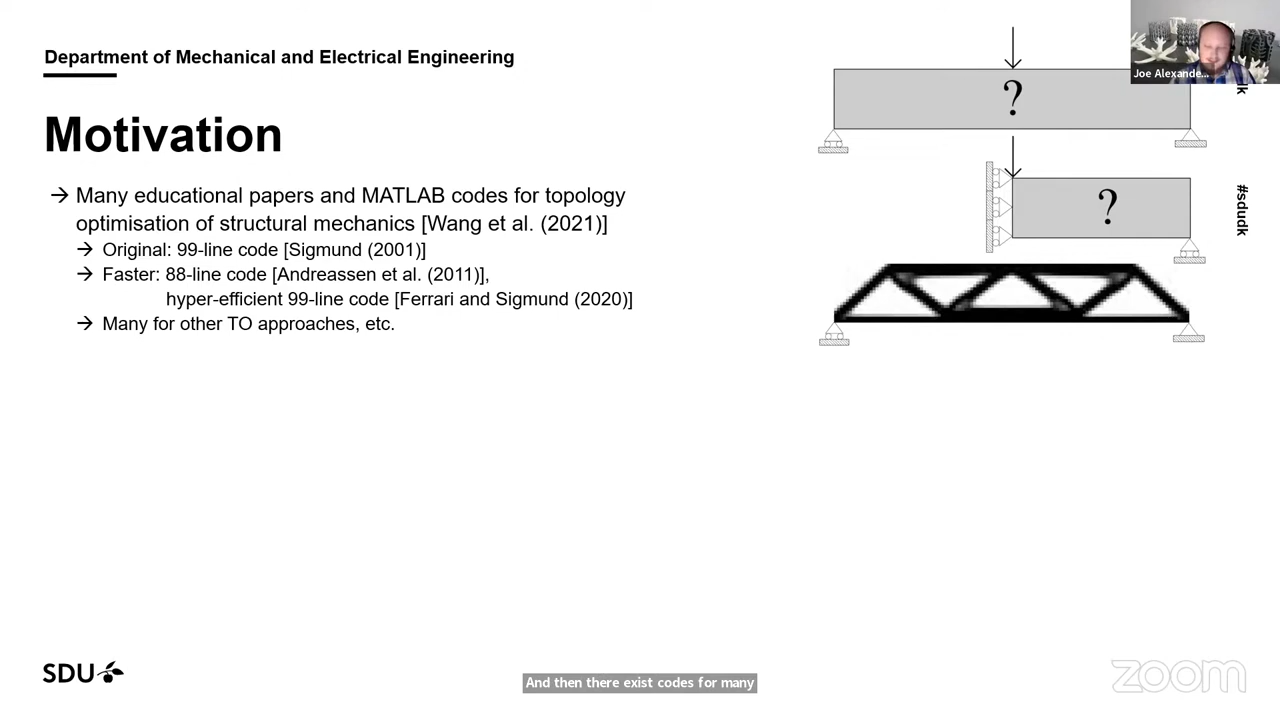 Department of Mechanical and Electrical Engineering
Joe Alexande...
dk
?
Motivation
→ Many educational papers and MATLAB codes for topology
optimisation of structural mechanics [Wang et al. (2021)]
→ Original: 99-line code [Sigmund (2001)]
→ Faster: 88-line code [Andreassen et al. (2011)],
hyper-efficient 99-line code [Ferrari and Sigmund (2020)]
→ Many for other TO approaches, etc.
?
#sdudk
SDU
And then there exist codes for many
zoom